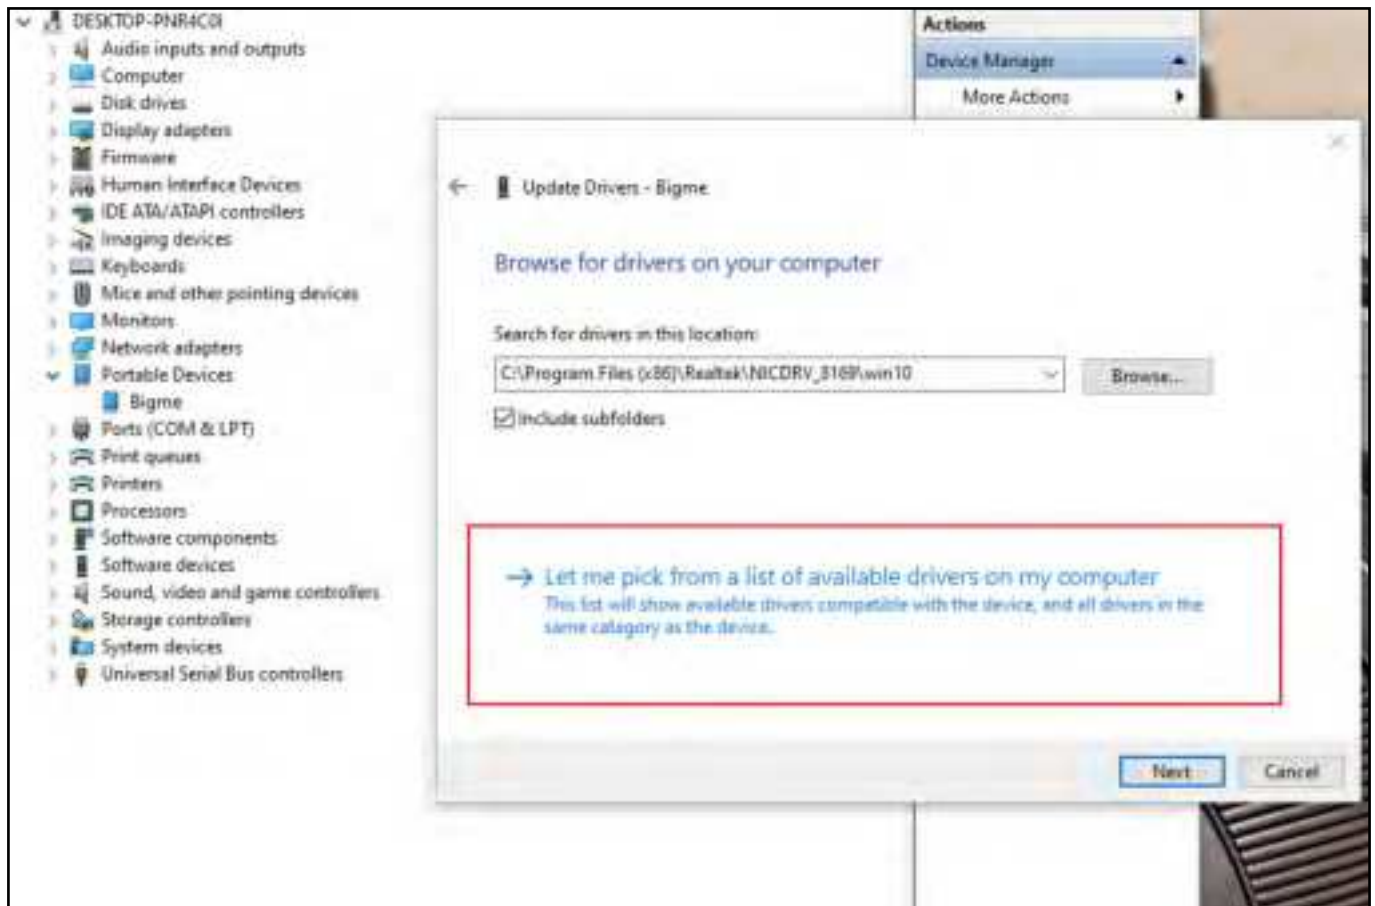 DESKTOP-PNR4C0I
Audio inputs and outputs
Computer
Disk drives
Display adapters
Firmware
Human Interface Devices
IDE ATA/ATAPI controllers
Imaging devices
Keyboards
Mice and other pointing devices
Monitors
Network adapters
Portable Devices
Bigme
Ports (COM & LPT)
Print queues
Printers
Processors
Software components
Software devices
Sound, video and game controllers
Storage controllers
System devices
Universal Serial Bus controllers
Actions
Device Manager
More Actions
Update Drivers - Bigme
Browse for drivers on your computer
Search for drivers in this location:
C:\Program Files (x86)\Realtek\NICDRV_8169\win10
Browse...
Include subfolders
Let me pick from a list of available drivers on my computer
This list will show available drivers compatible with the device, and all drivers in the
same category as the device.
Next
Cancel